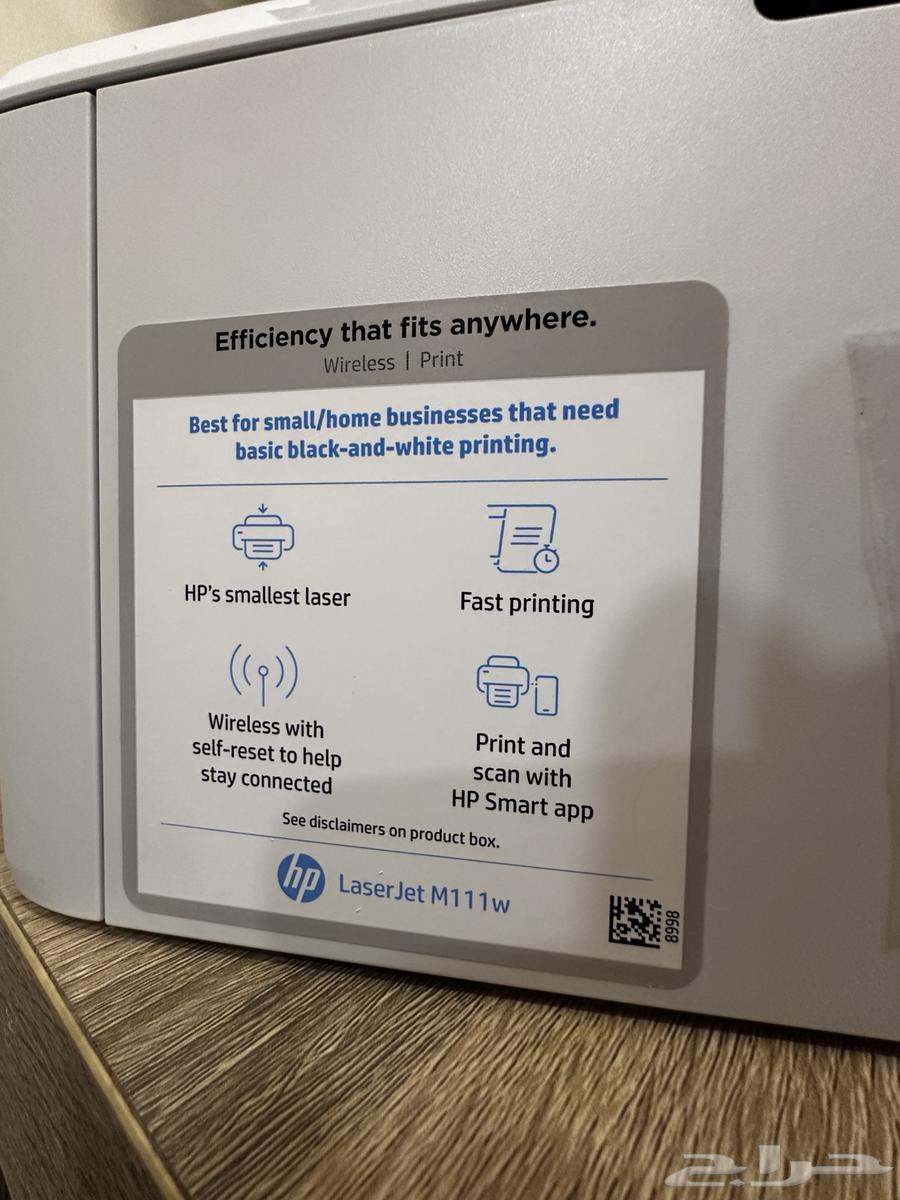 Efficiency that fits anywhere.
Wireless | Print
Best for small/home businesses that need
basic black-and-white printing.
HP's smallest laser
Fast printing
Wireless with
self-reset to help
stay connected
Print and
scan with
HP Smart app
See disclaimers on product box.
hp LaserJet M111w
8998
حراج